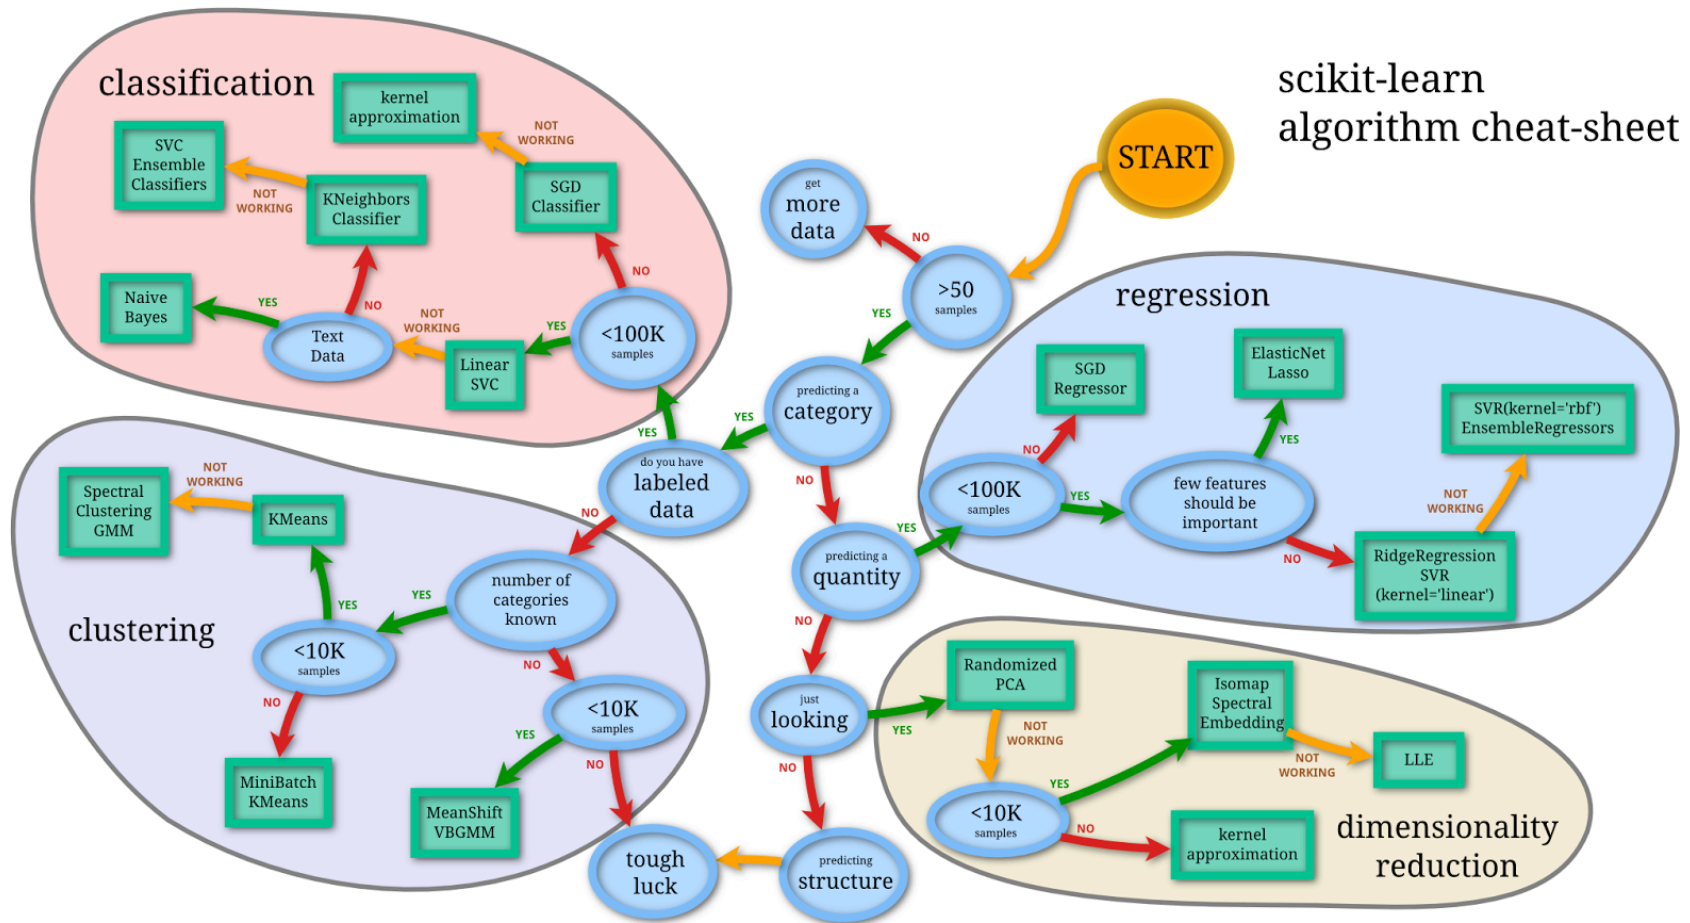 scikit-learn
algorithm cheat-sheet
START
>50
samples
NO
get
more
data
YES
predicting a
category
YES
do you have
labeled
data
YES
NO
NO
predicting a
quantity
YES
NO
just
looking
YES
NO
predicting
structure
tough
luck
classification
kernel
approximation
NOT
WORKING
SVC
Ensemble
Classifiers
NOT
WORKING
KNeighbors
Classifier
SGD
Classifier
NO
Naive
Bayes
YES
NO
Text
Data
NOT
WORKING
Linear
SVC
YES
<100K
samples
regression
SGD
Regressor
NO
<100K
samples
YES
ElasticNet
Lasso
YES
few features
should be
important
NO
SVR(kernel='rbf')
EnsembleRegressors
NOT
WORKING
RidgeRegression
SVR
(kernel='linear')
clustering
Spectral
Clustering
GMM
NOT
WORKING
KMeans
YES
<10K
samples
NO
MiniBatch
KMeans
YES
number of
categories
known
NO
<10K
samples
YES
NO
MeanShift
VBGMM
dimensionality
reduction
Randomized
PCA
NOT
WORKING
<10K
samples
YES
NO
Isomap
Spectral
Embedding
NOT
WORKING
LLE
kernel
approximation